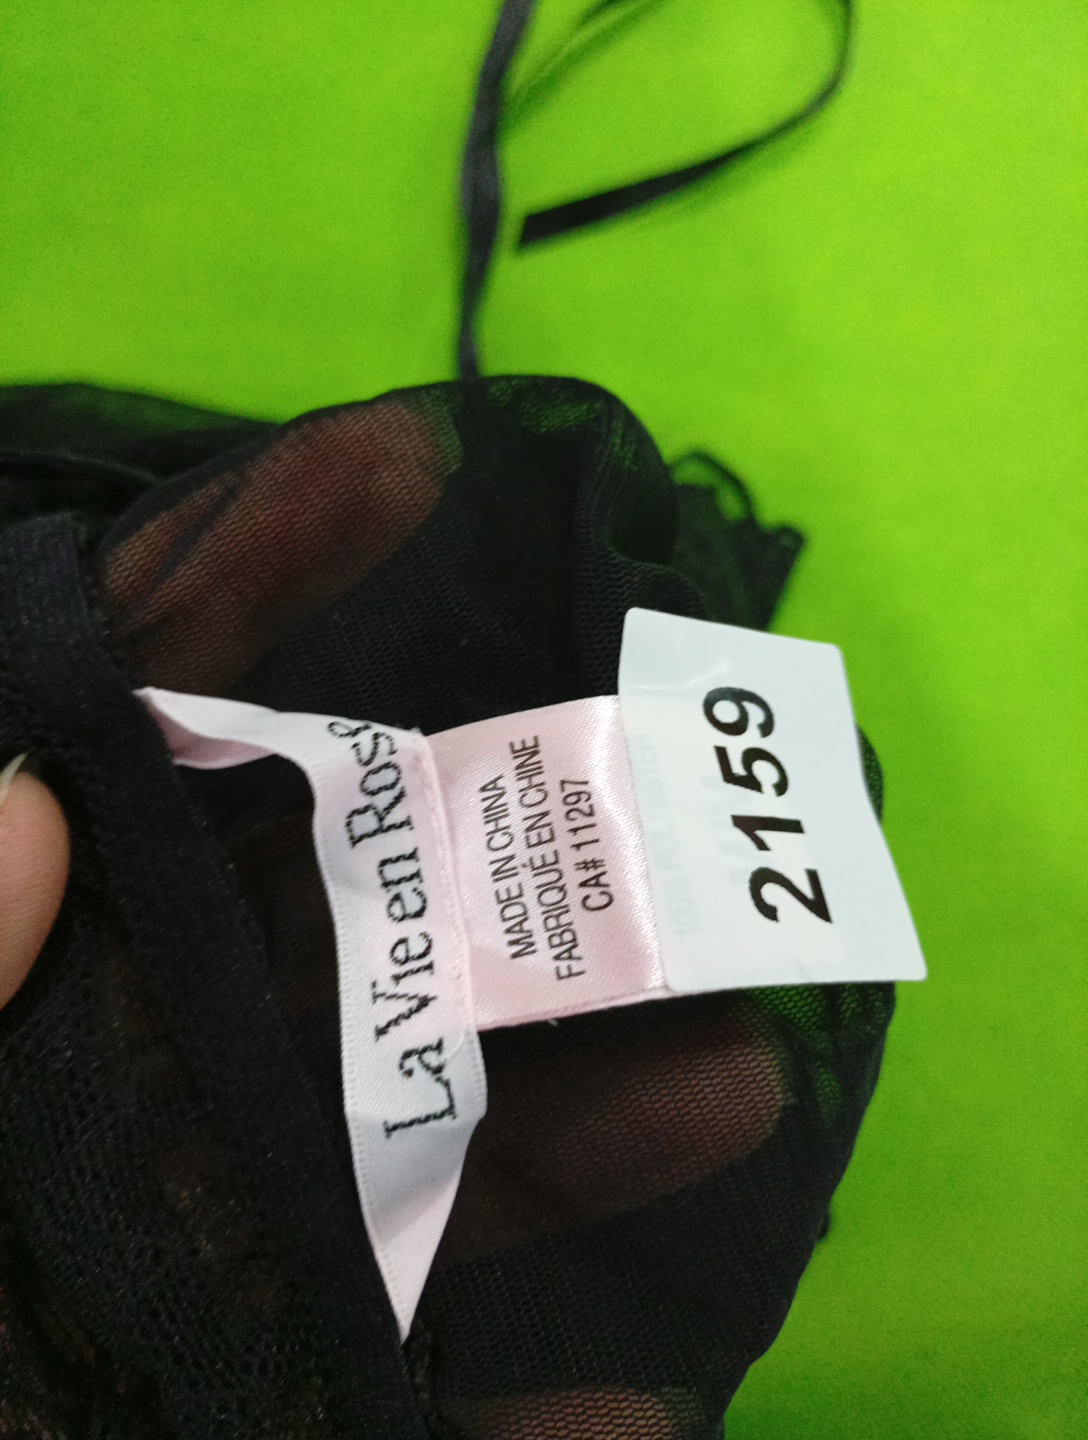 La Vie en Rose
MADE IN CHINA
FABRIQUÉ EN CHINE
CA# 11297
2159